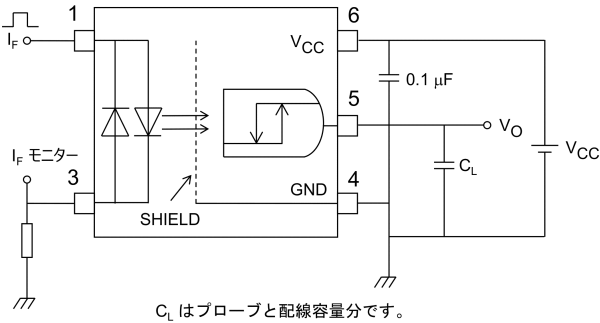 1
I_F
6
V_CC
0.1 μF
5
V_O
I_F モニター
3
C_L
V_CC
GND
4
SHIELD
C_L はプローブと配線容量分です。